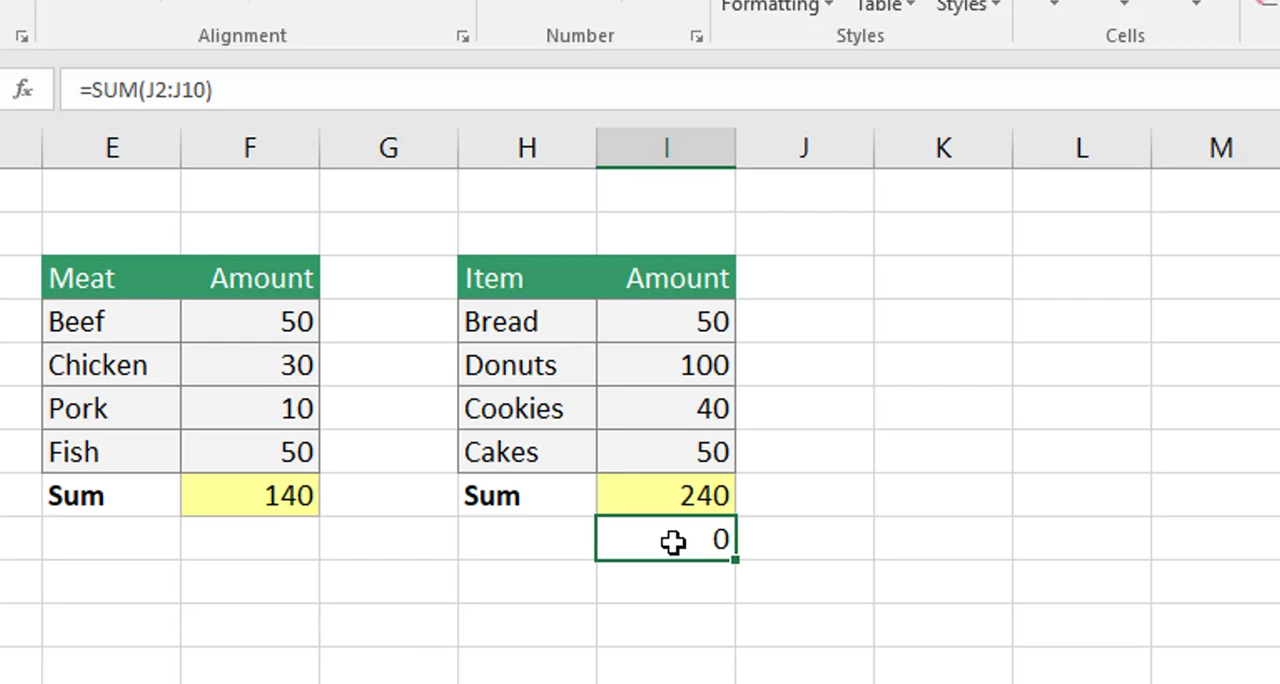 Formatting Table Styles
Alignment Number Styles Cells
fx =SUM(J2:J10)
E F G H I J K L M
Meat Amount Item Amount
Beef 50 Bread 50
Chicken 30 Donuts 100
Pork 10 Cookies 40
Fish 50 Cakes 50
Sum 140 Sum 240
0